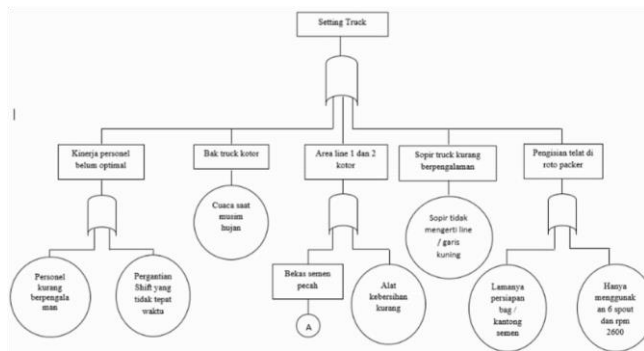 Setting Truck
Kinerja personel
belum optimal
Bak truck kotor
Area line 1 dan 2
kotor
Sopir truck kurang
berpengalaman
Pengisian telat di
roto packer
Cuaca saat
musim
hujan
Sopir tidak
mengerti line
/ garis
kuning
Personel
kurang
berpengala
man
Pergantian
Shift yang
tidak tepat
waktu
Bekas semen
pecah
Alat
kebersihan
kurang
Lamanya
persiapan
bag /
kantong
semen
Hanya
menggunak
an 6 spout
dan rpm
2600
A